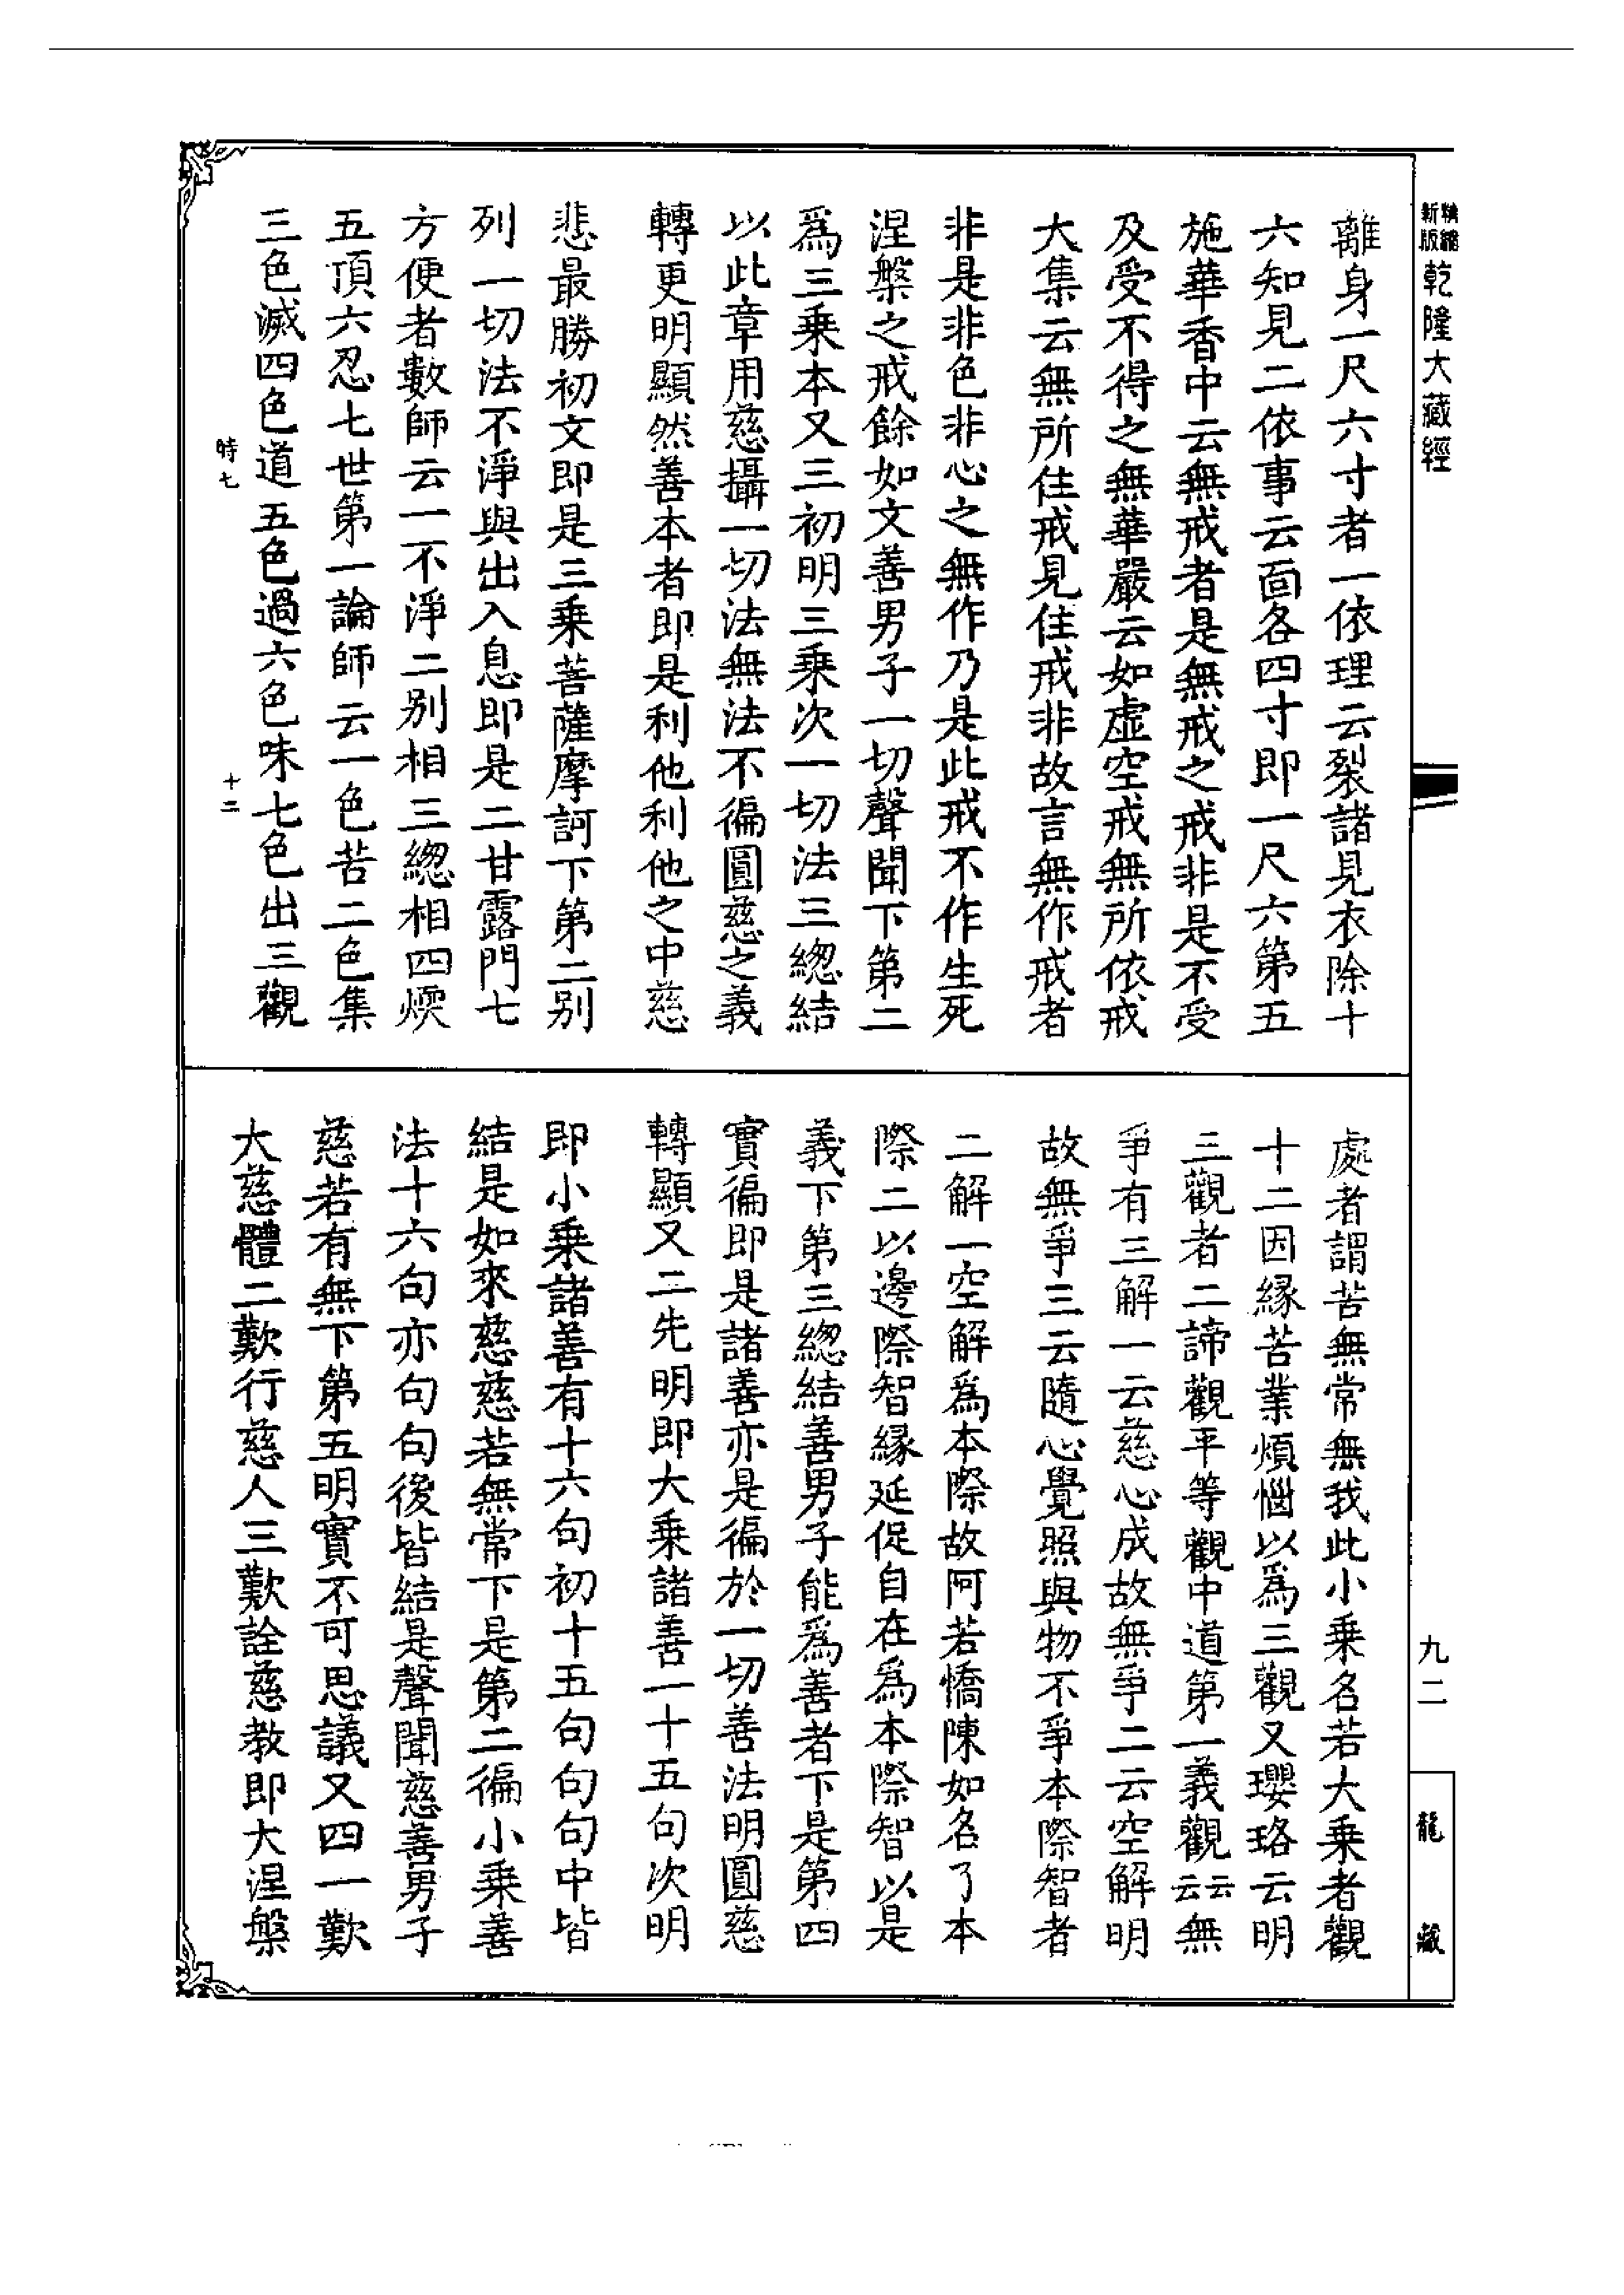 新版
精縮
乾隆大藏經
離身一尺六寸者一依理云裂諸見衣除十
六知見二依事云面各四寸即一尺六第五
施華香中云無戒者是無戒之戒非是不受
及受不得之無華嚴云如虛空戒無所依戒
大集云無所住戒見住戒非故言無作戒者
非是非色非心之無作乃是此戒不作生死
涅槃之戒餘如文善男子一切聲聞下第二
為三乘本又三初明三乘次一切法三總結
以此章用慈攝一切法無法不徧圓慈之義
轉更明顯然善本者即是利他利他之中慈
悲最勝初文即是三乘菩薩摩訶下第二別
列一切法不淨與出入息即是二甘露門七
方便者數師云一不淨二別相三總相四煗
五頂六忍七世第一論師云一色苦二色集
三色滅四色道五色過六色味七色出三觀
時七
十二
處者謂苦無常無我此小乘名若大乘者觀
十二因緣苦業煩惱以為三觀又瓔珞云明
三觀者二諦觀平等觀中道第一義觀云云無
爭有三解一云慈心成故無爭二云空解明
故無爭三云隨心覺照與物不爭本際智者
二解一空解為本際故阿若憍陳如名了本
際二以邊際智緣延促自在為本際智以是
義下第三總結善男子能為善者下是第四
實徧即是諸善亦是徧於一切善法明圓慈
轉顯又二先明即大乘諸善一十五句次明
即小乘諸善有十六句初十五句句句中皆
結是如來慈慈若無常下是第二徧小乘善
法十六句亦句句後皆結是聲聞慈善男子
慈若有無下第五明實不可思議又四一歎
大慈體二歎行慈人三歎詮慈教即大涅槃
九二
龍藏